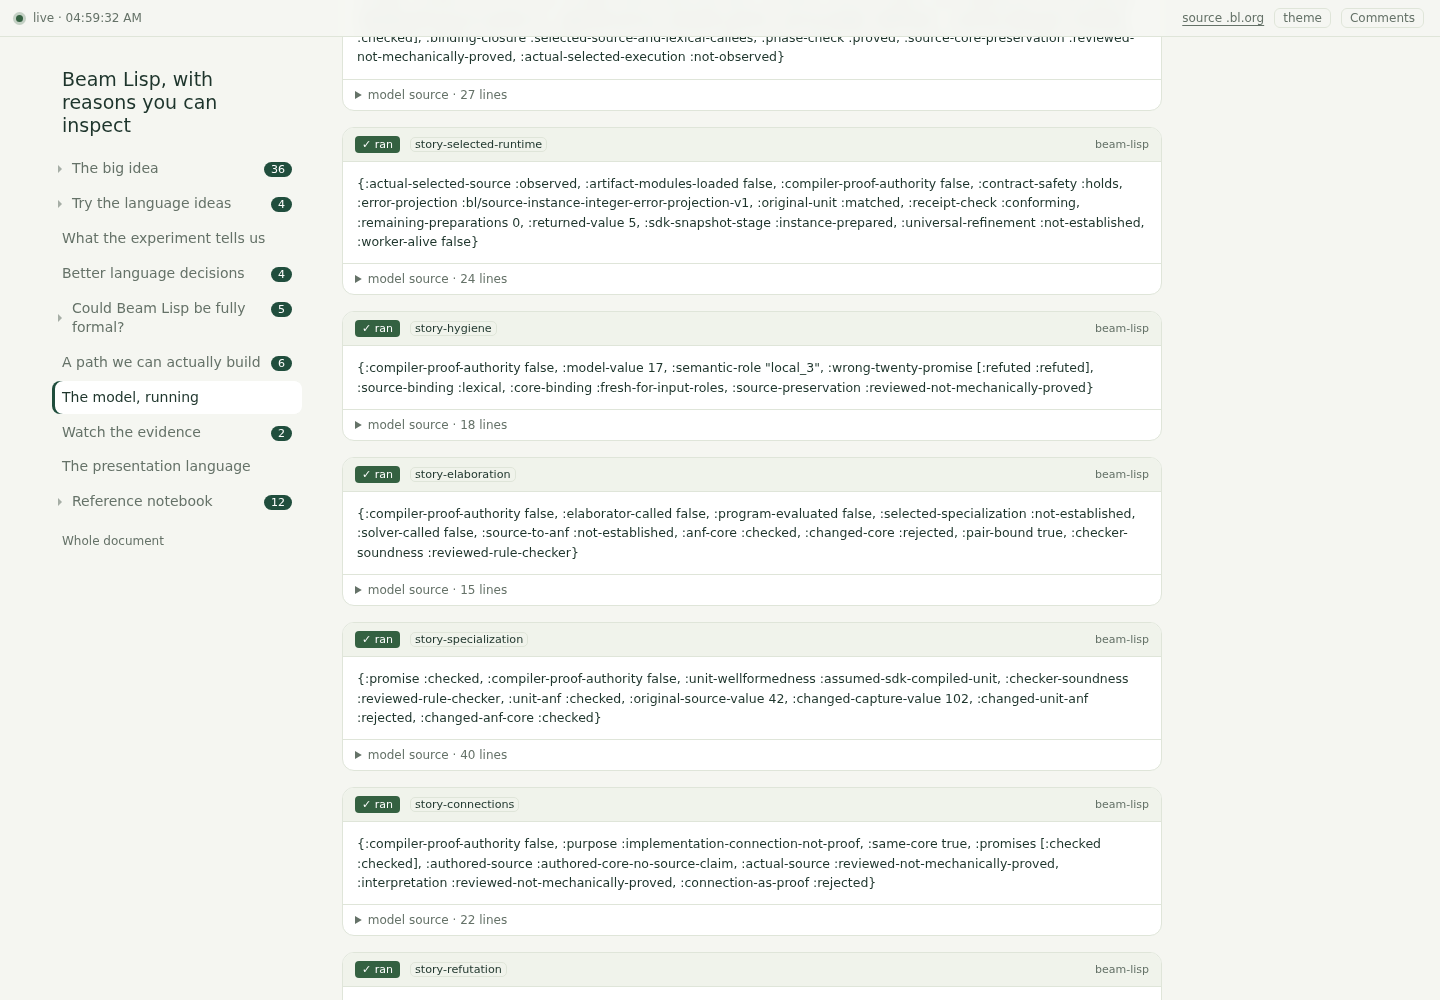 live · 04:59:32 AM
source .bl.org
theme
Comments
Beam Lisp, with
reasons you can
inspect
The big idea
36
Try the language ideas
4
What the experiment tells us
Better language decisions
4
Could Beam Lisp be fully
formal?
5
A path we can actually build
6
The model, running
Watch the evidence
2
The presentation language
Reference notebook
12
Whole document
:checked], :binding-closure :selected-source-and-lexical-callees, :phase-check :proved, :source-core-preservation :reviewed-
not-mechanically-proved, :actual-selected-execution :not-observed}
model source · 27 lines
✓ ran
story-selected-runtime
beam-lisp
{:actual-selected-source :observed, :artifact-modules-loaded false, :compiler-proof-authority false, :contract-safety :holds,
:error-projection :bl/source-instance-integer-error-projection-v1, :original-unit :matched, :receipt-check :conforming,
:remaining-preparations 0, :returned-value 5, :sdk-snapshot-stage :instance-prepared, :universal-refinement :not-established,
:worker-alive false}
model source · 24 lines
✓ ran
story-hygiene
beam-lisp
{:compiler-proof-authority false, :model-value 17, :semantic-role "local_3", :wrong-twenty-promise [:refuted :refuted],
:source-binding :lexical, :core-binding :fresh-for-input-roles, :source-preservation :reviewed-not-mechanically-proved}
model source · 18 lines
✓ ran
story-elaboration
beam-lisp
{:compiler-proof-authority false, :elaborator-called false, :program-evaluated false, :selected-specialization :not-established,
:solver-called false, :source-to-anf :not-established, :anf-core :checked, :changed-core :rejected, :pair-bound true, :checker-
soundness :reviewed-rule-checker}
model source · 15 lines
✓ ran
story-specialization
beam-lisp
{:promise :checked, :compiler-proof-authority false, :unit-wellformedness :assumed-sdk-compiled-unit, :checker-soundness
:reviewed-rule-checker, :unit-anf :checked, :original-source-value 42, :changed-capture-value 102, :changed-unit-anf
:rejected, :changed-anf-core :checked}
model source · 40 lines
✓ ran
story-connections
beam-lisp
{:compiler-proof-authority false, :purpose :implementation-connection-not-proof, :same-core true, :promises [:checked
:checked], :authored-source :authored-core-no-source-claim, :actual-source :reviewed-not-mechanically-proved,
:interpretation :reviewed-not-mechanically-proved, :connection-as-proof :rejected}
model source · 22 lines
✓ ran
story-refutation
beam-lisp